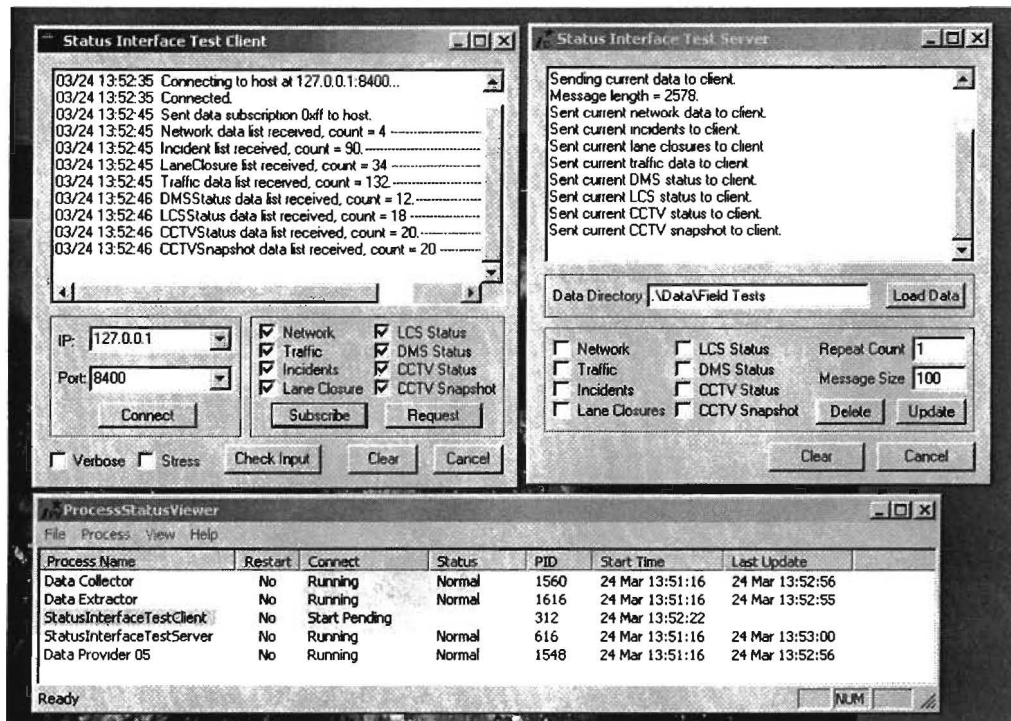 Status Interface Test Client
03/24 13:52:35 Connecting to host at 127.0.0.1:8400...
03/24 13:52:35 Connected.
03/24 13:52:45 Sent data subscription 0xff to host.
03/24 13:52:45 Network data list received, count = 4 --------------------
03/24 13:52:45 Incident list received, count = 90. --------------------
03/24 13:52:45 LaneClosure list received, count = 34 --------------------
03/24 13:52:45 Traffic data list received, count = 132. --------------------
03/24 13:52:46 DMSStatus data list received, count = 12. ----------------
03/24 13:52:46 LCSStatus data list received, count = 18 ----------------
03/24 13:52:46 CCTVStatus data list received, count = 20. --------------
03/24 13:52:46 CCTVSnapshot data list received, count = 20 -----------
IP: 127.0.0.1
Port: 8400
Connect
Network LCS Status
Traffic DMS Status
Incidents CCTV Status
Lane Closure CCTV Snapshot
Subscribe Request
Verbose Stress Check Input Clear Cancel
Status Interface Test Server
Sending current data to client.
Message length = 2578.
Sent current network data to client.
Sent current incidents to client.
Sent current lane closures to client
Sent current traffic data to client
Sent current DMS status to client.
Sent current LCS status to client.
Sent current CCTV status to client.
Sent current CCTV snapshot to client.
Data Directory .\Data\Field Tests Load Data
Network LCS Status Repeat Count 1
Traffic DMS Status
Incidents CCTV Status Message Size 100
Lane Closures CCTV Snapshot Delete Update
Clear Cancel
ProcessStatusViewer
File Process View Help
Process Name Restart Connect Status PID Start Time Last Update
Data Collector No Running Normal 1560 24 Mar 13:51:16 24 Mar 13:52:56
Data Extractor No Running Normal 1616 24 Mar 13:51:16 24 Mar 13:52:55
StatusInterfaceTestClient No Start Pending 312 24 Mar 13:52:22
StatusInterfaceTestServer No Running Normal 616 24 Mar 13:51:16 24 Mar 13:53:00
Data Provider 05 No Running Normal 1548 24 Mar 13:51:16 24 Mar 13:52:56
Ready NUM